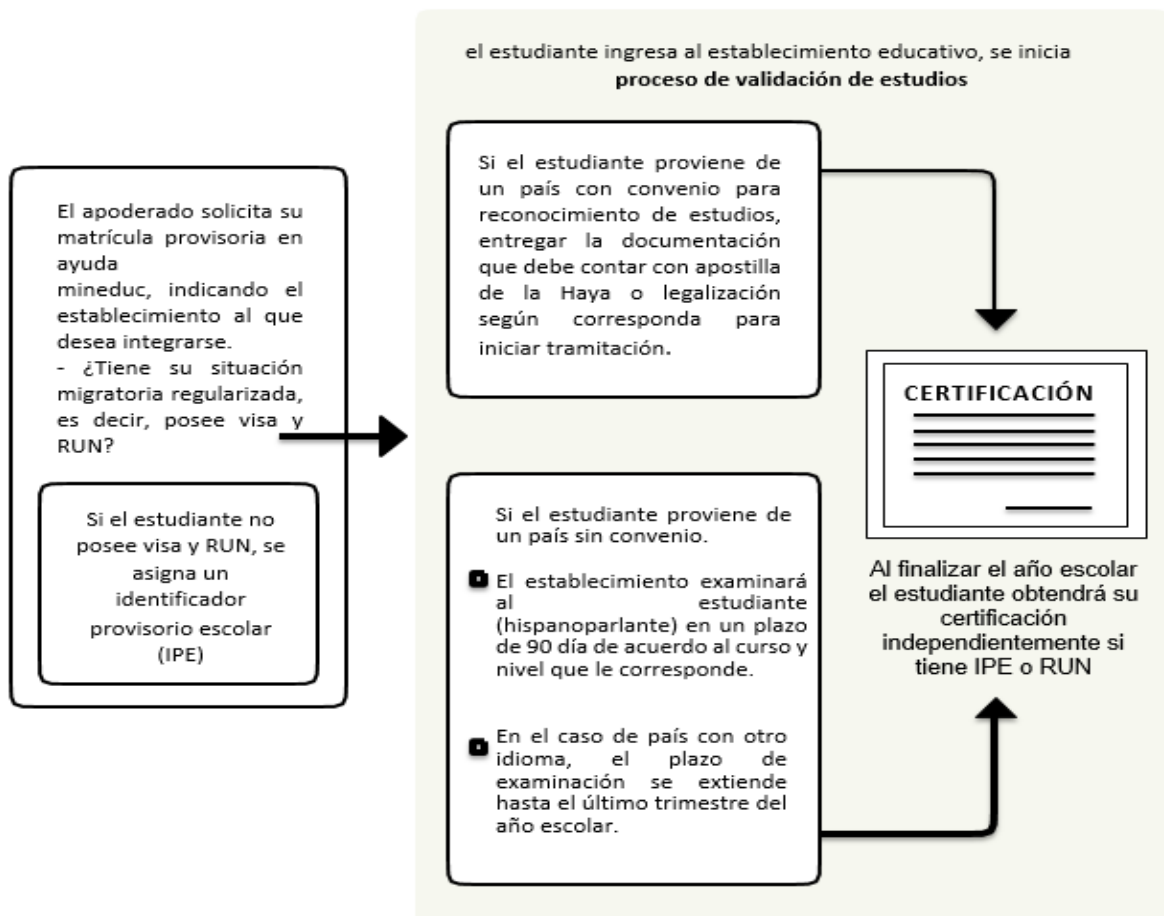 el estudiante ingresa al establecimiento educativo, se inicia
proceso de validación de estudios
El apoderado solicita su
matrícula provisoria en
ayuda
mineduc, indicando el
establecimiento al que
desea integrarse.
- ¿Tiene su situación
migratoria regularizada,
es decir, posee visa y
RUN?
Si el estudiante no
posee visa y RUN, se
asigna un
identificador
provisorio escolar
(IPE)
Si el estudiante proviene de
un país con convenio para
reconocimiento de estudios,
entregar la documentación
que debe contar con apostilla
de la Haya o legalización
según corresponda para
iniciar tramitación.
Si el estudiante proviene de
un país sin convenio.
El establecimiento examinará
al estudiante
(hispanoparlante) en un plazo
de 90 día de acuerdo al curso y
nivel que le corresponde.
En el caso de país con otro
idioma, el plazo de
examinación se extiende
hasta el último trimestre del
año escolar.
CERTIFICACIÓN
Al finalizar el año escolar
el estudiante obtendrá su
certificación
independientemente si
tiene IPE o RUN